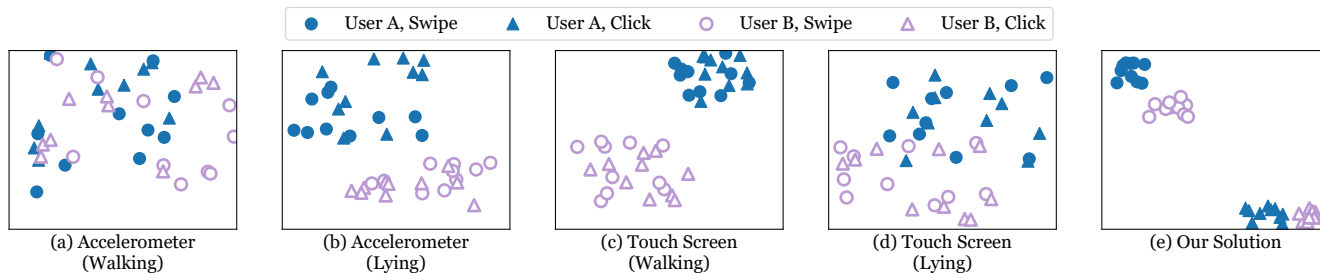 User A, Swipe User A, Click User B, Swipe User B, Click
(a) Accelerometer
(Walking)
(b) Accelerometer
(Lying)
(c) Touch Screen
(Walking)
(d) Touch Screen
(Lying)
(e) Our Solution